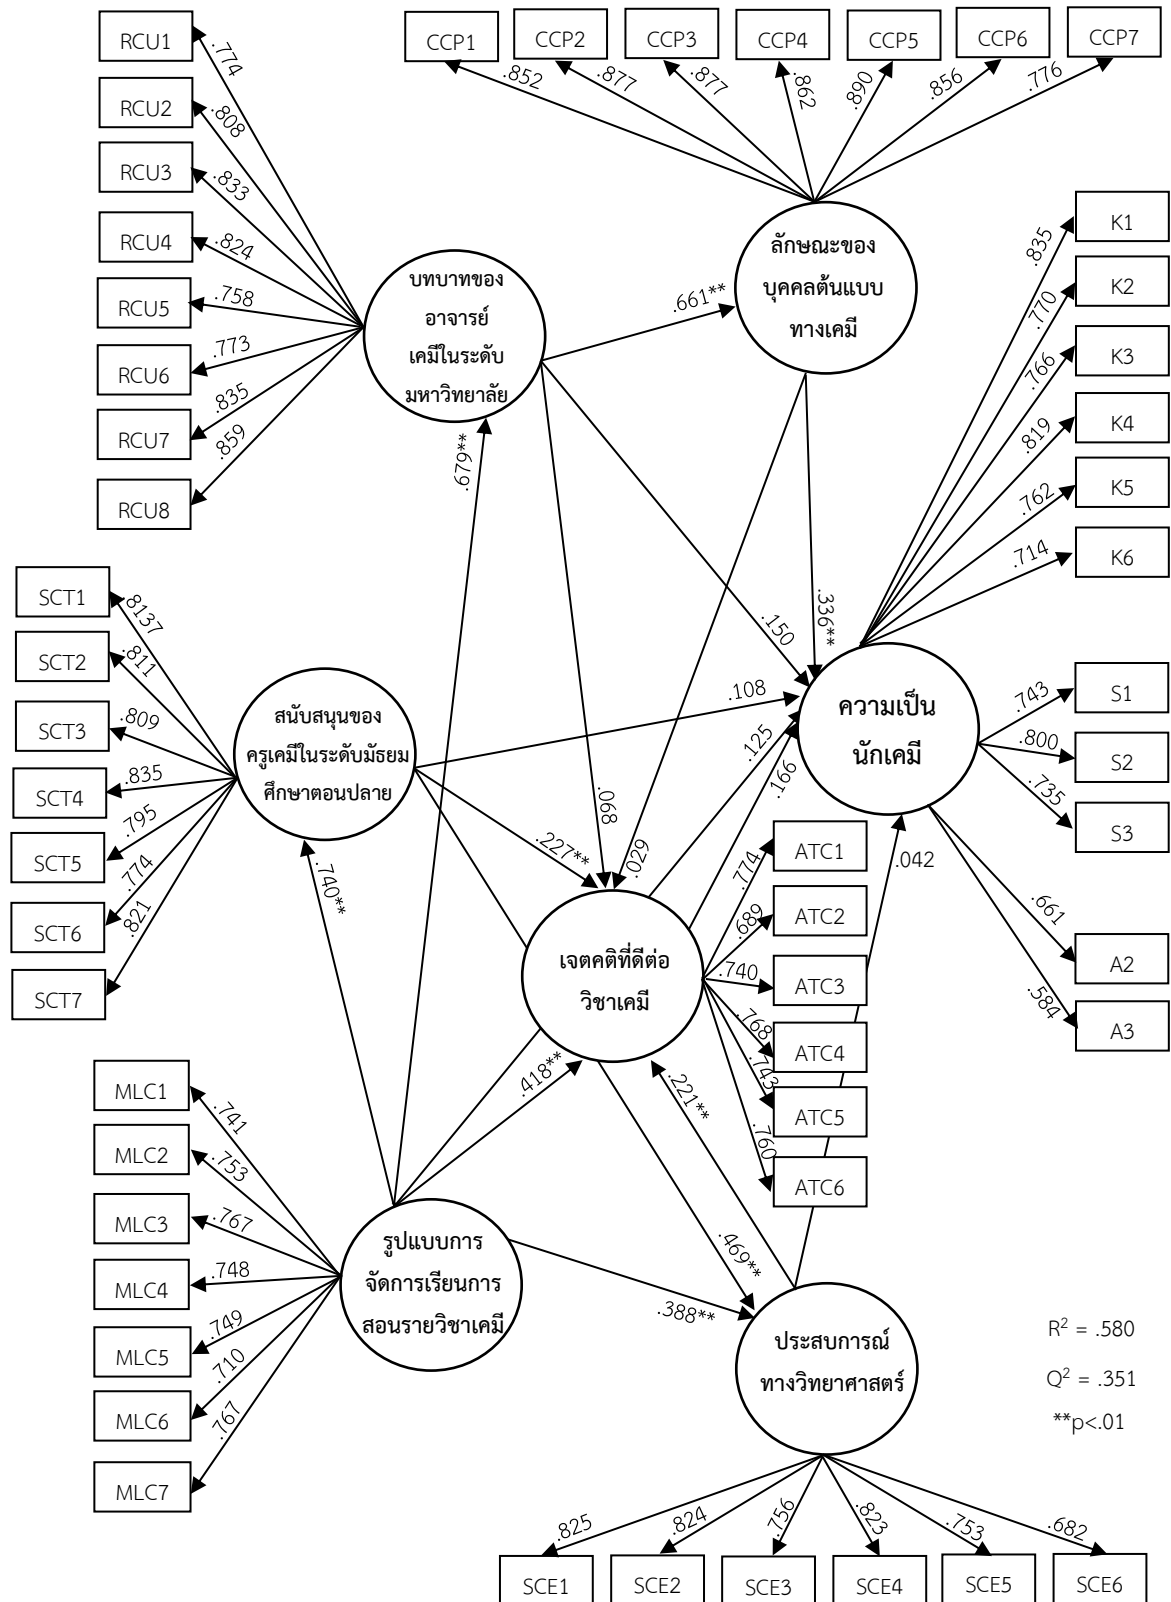 RCU1
RCU2
RCU3
RCU4
RCU5
RCU6
RCU7
RCU8
.774
.808
.833
.824
.758
.773
.835
.859
CCP1
CCP2
CCP3
CCP4
CCP5
CCP6
CCP7
.852
.877
.877
.862
.890
.856
.776
บทบาทของ
อาจารย์
เคมีในระดับ
มหาวิทยาลัย
ลักษณะของ
บุคคลต้นแบบ
ทางเคมี
.661**
.679**
K1
K2
K3
K4
K5
K6
.835
.770
.766
.819
.762
.714
.150
.336**
.068
.029
SCT1
SCT2
SCT3
SCT4
SCT5
SCT6
SCT7
.8137
.811
.809
.835
.795
.774
.821
สนับสนุนของ
ครูเคมีในระดับมัธยม
ศึกษาตอนปลาย
.108
.227**
.125
.166
.740**
ความเป็น
นักเคมี
S1
S2
S3
.743
.800
.735
A2
A3
.661
.584
.042
เจตคติที่ดีต่อ
วิชาเคมี
ATC1
ATC2
ATC3
ATC4
ATC5
ATC6
.774
.689
.740
.768
.743
.760
.418**
.221**
.469**
.388**
MLC1
MLC2
MLC3
MLC4
MLC5
MLC6
MLC7
.741
.753
.767
.748
.749
.710
.767
รูปแบบการ
จัดการเรียนการ
สอนรายวิชาเคมี
ประสบการณ์
ทางวิทยาศาสตร์
R² = .580
Q² = .351
**p<.01
.825
.824
.756
.823
.753
.682
SCE1
SCE2
SCE3
SCE4
SCE5
SCE6